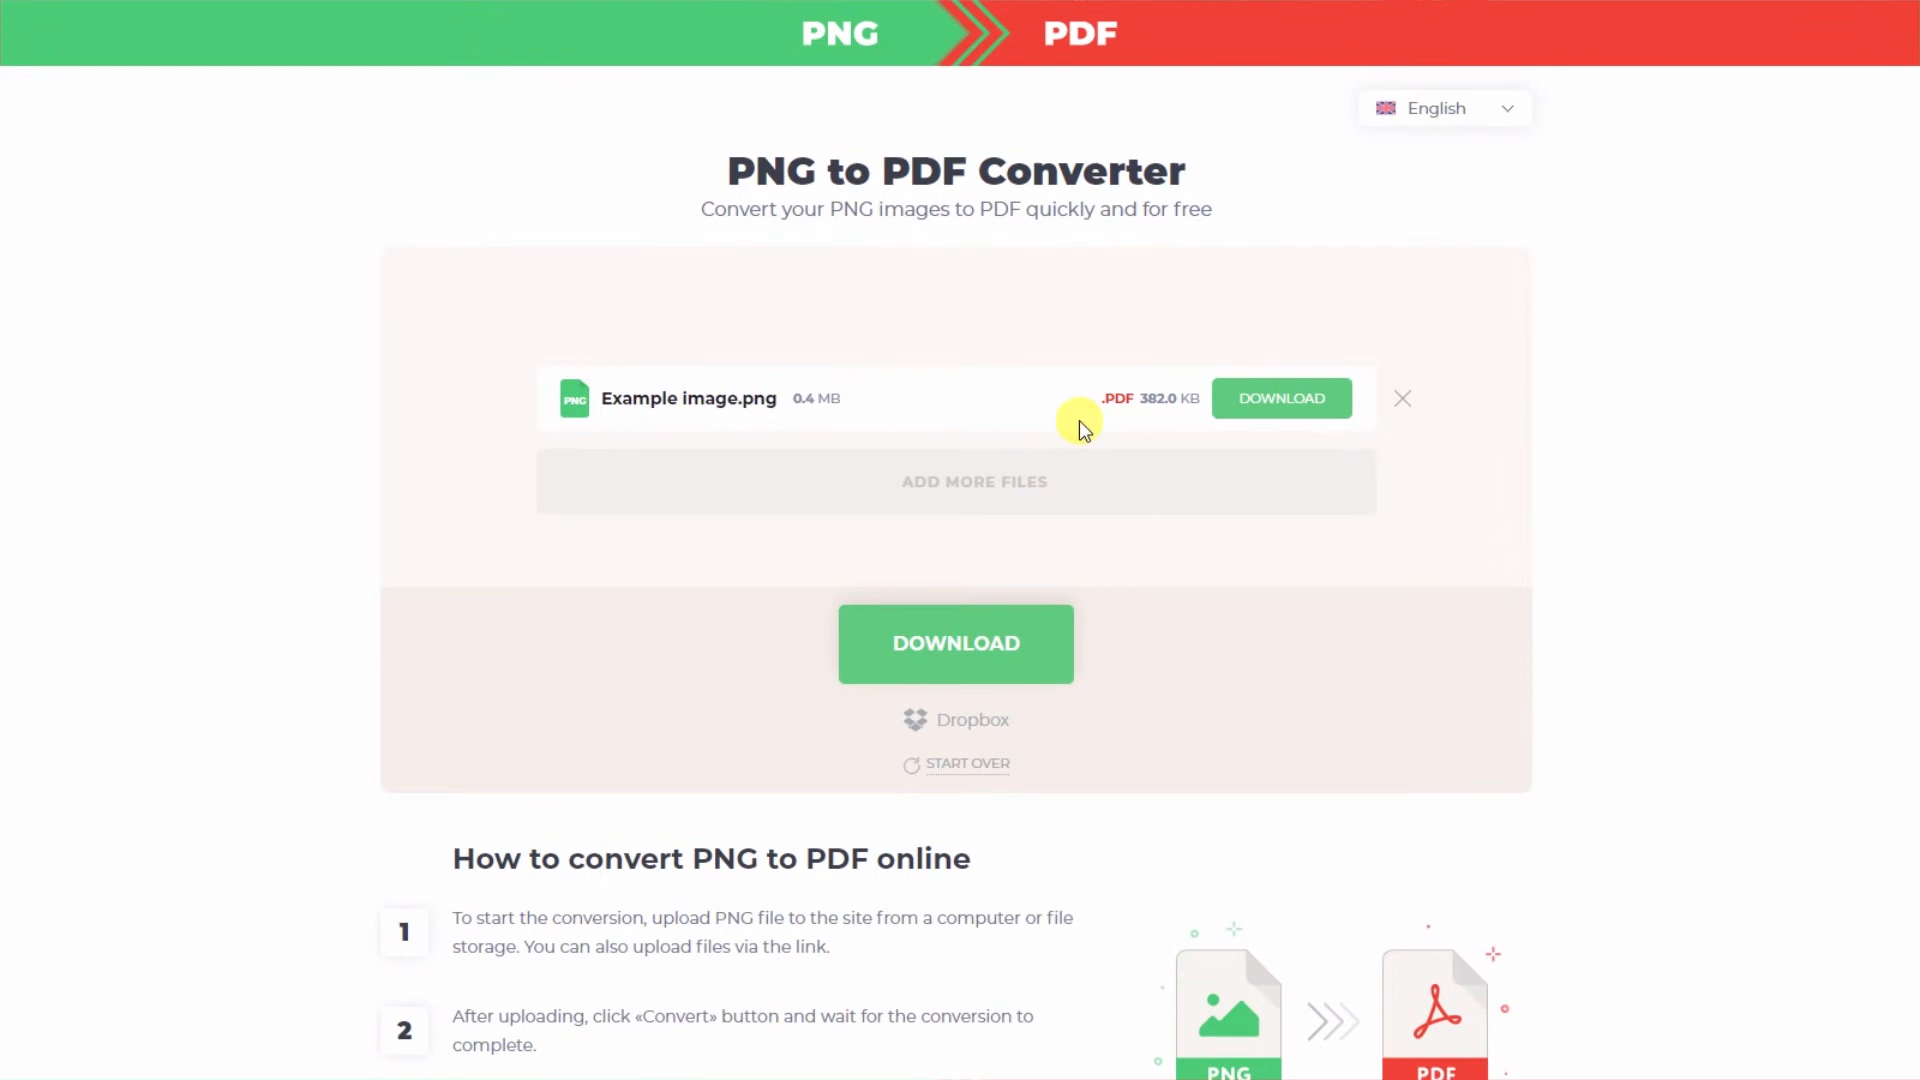 PNG PDF
English
PNG to PDF Converter
Convert your PNG images to PDF quickly and for free
PNG Example image.png 0.4 MB .PDF 382.0 KB DOWNLOAD
ADD MORE FILES
DOWNLOAD
Dropbox
START OVER
How to convert PNG to PDF online
1 To start the conversion, upload PNG file to the site from a computer or file
storage. You can also upload files via the link.
2 After uploading, click «Convert» button and wait for the conversion to
complete.
PNG PDF